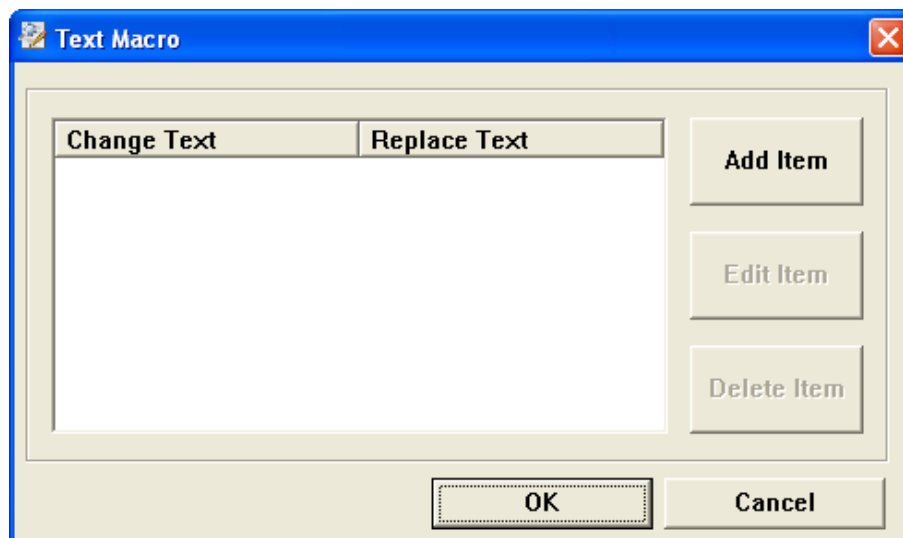 Text Macro
Change Text Replace Text
Add Item
Edit Item
Delete Item
OK Cancel